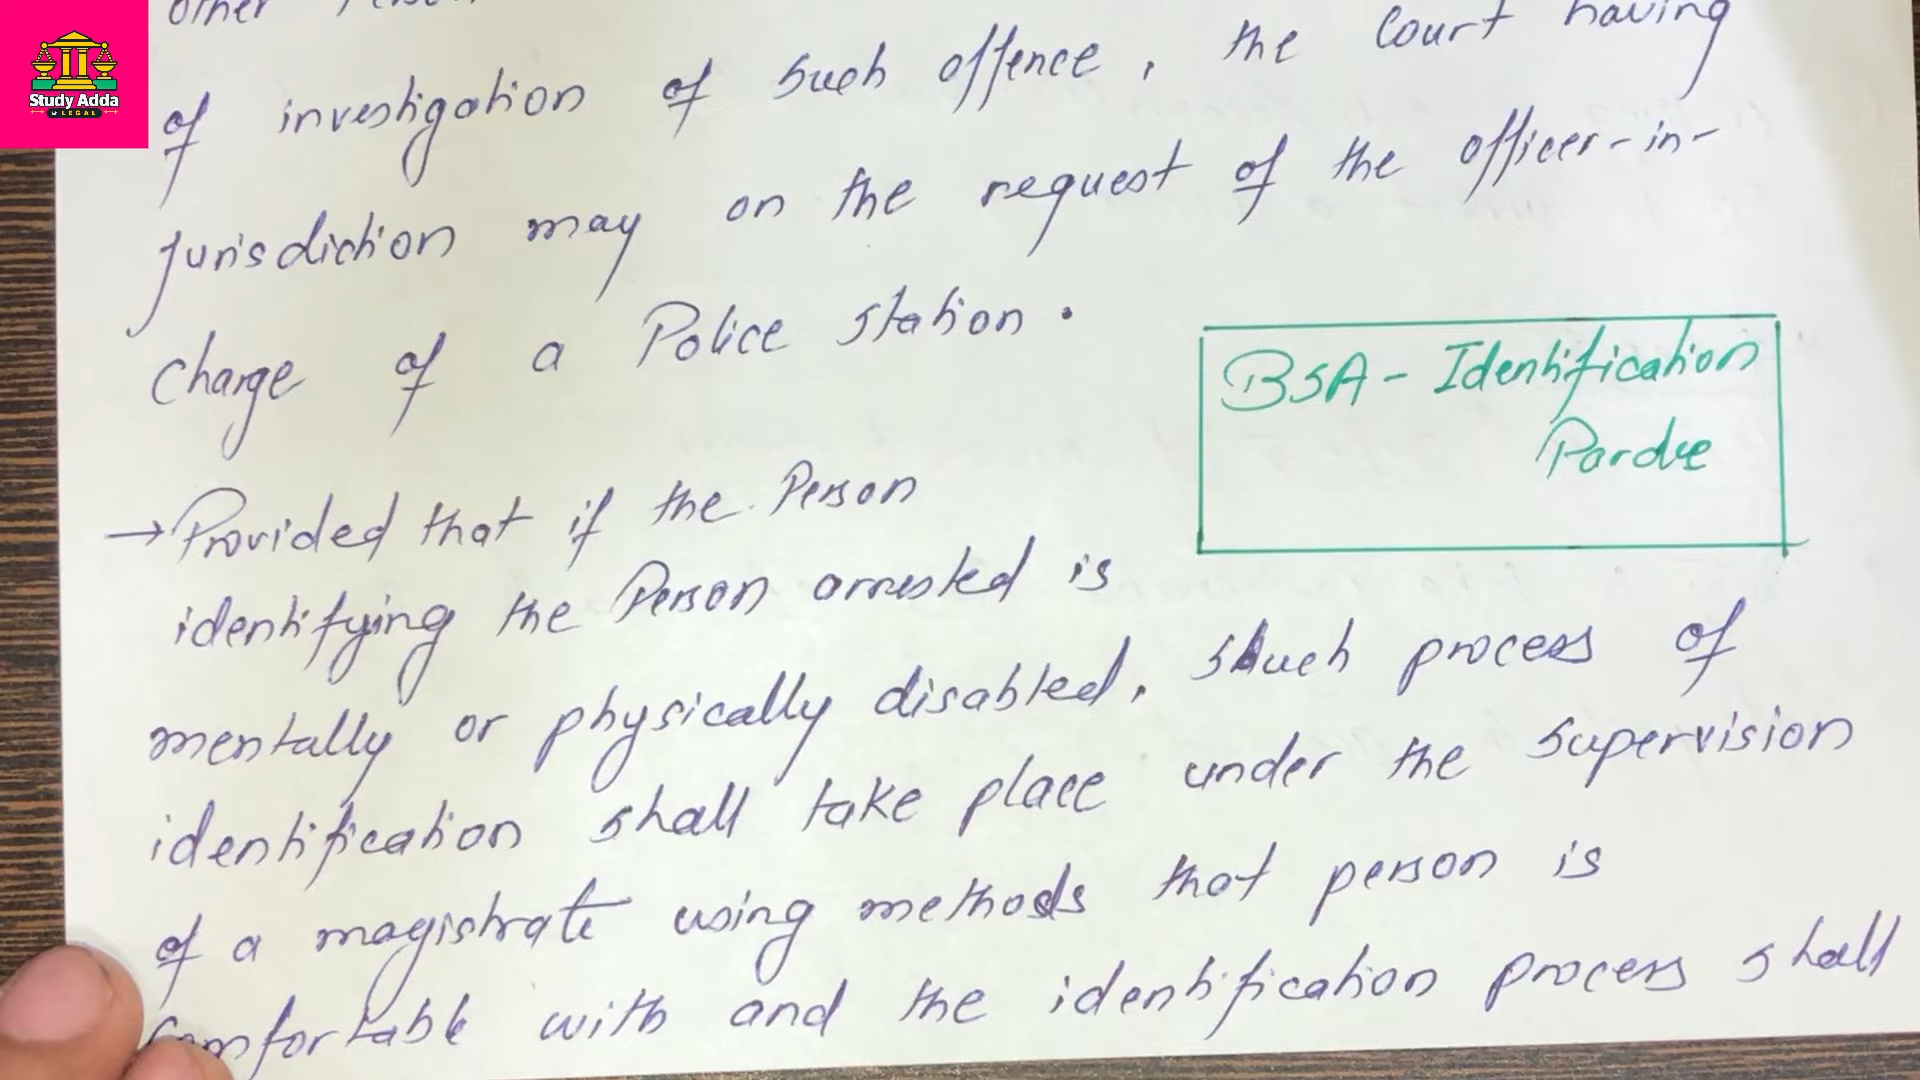 Study Adda
LEGAL
other Person
of investigation of such offence, the Court having
jurisdiction may on the request of the officer-in-
charge of a Police station.
BSA - Identification
Pardve
→ Provided that if the Person
identifying the Person arrested is
mentally or physically disabled, such process of
identification shall take place under the supervision
of a magistrate using methods that person is
comfortable with and the identification process shall